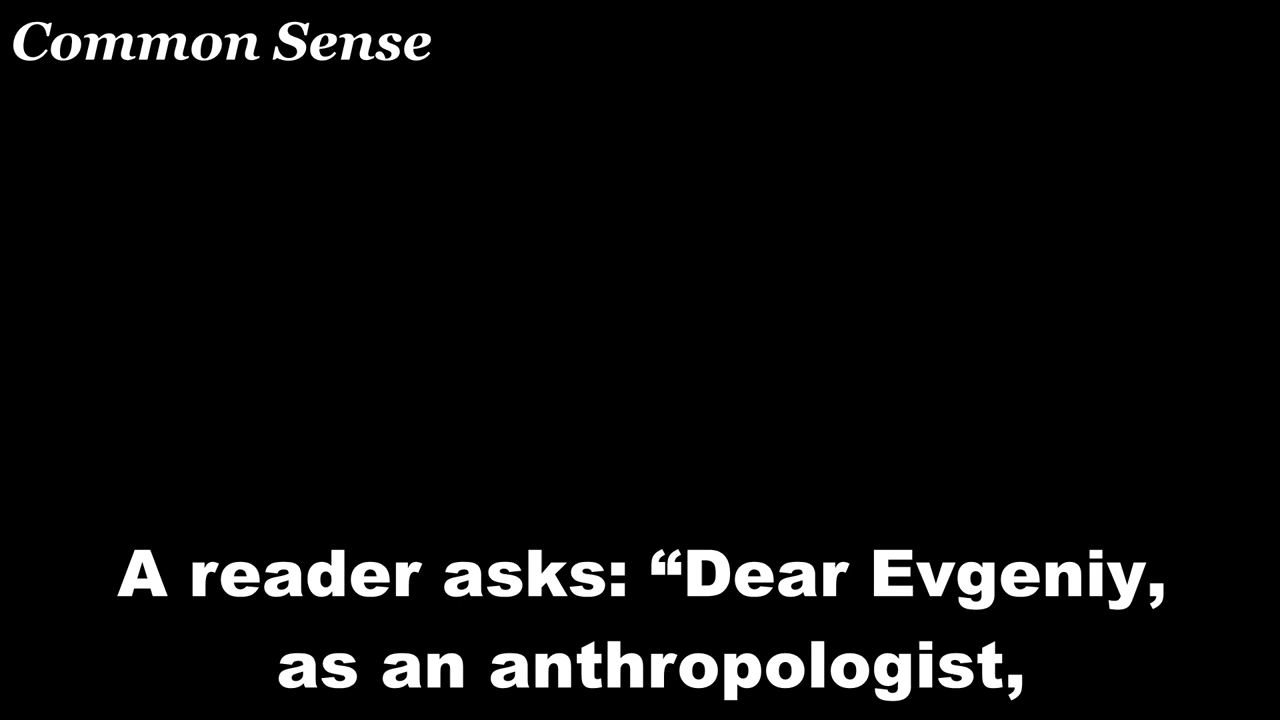 Common Sense
A reader asks: “Dear Evgeniy,
as an anthropologist,